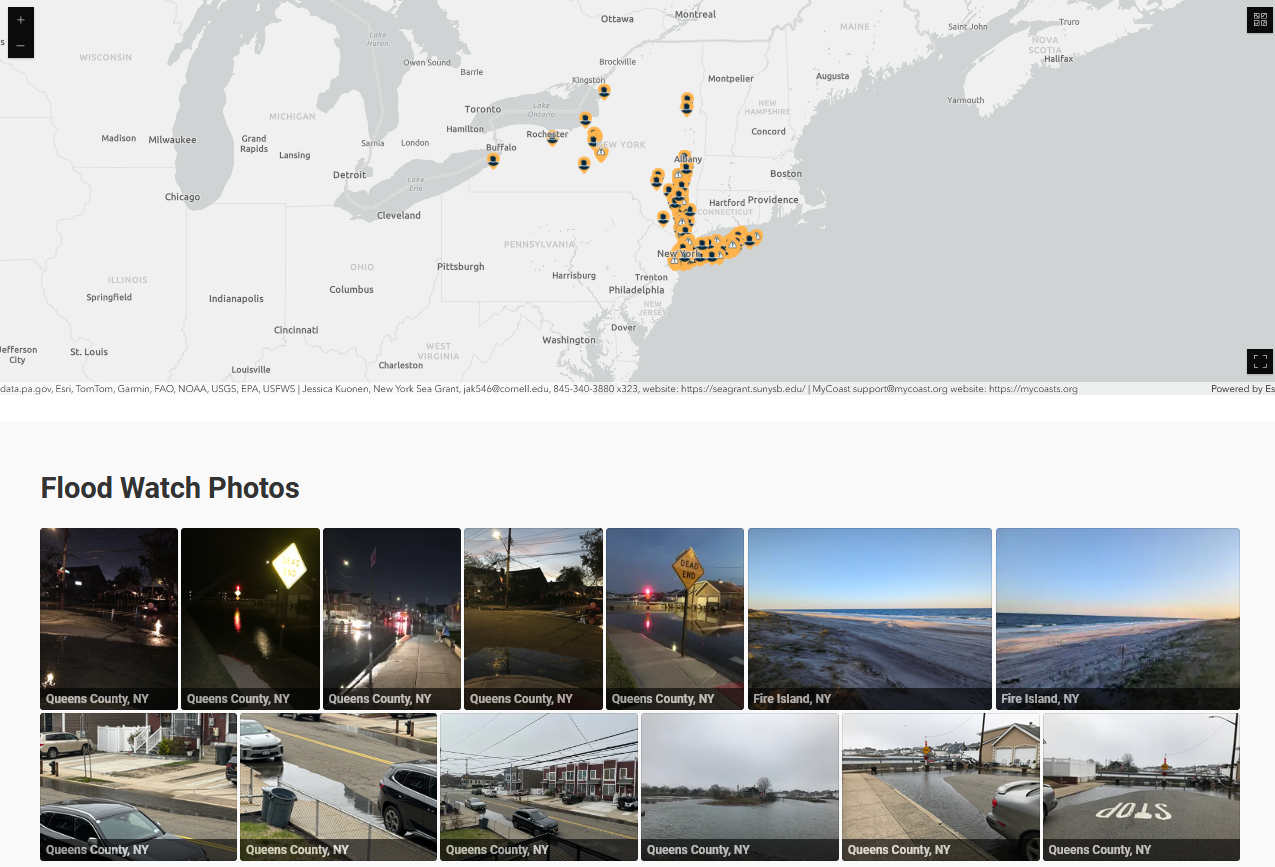 Ottawa
Montreal
Saint John
Truro
MAINE
NOVA
SCOTIA
Halifax
Lake
Huron
WISCONSIN
Owen Sound
Barrie
Brockville
Kingston
Montpelier
Augusta
Yarmouth
Toronto
Lake
Ontario
NEW
HAMPSHIRE
MICHIGAN
Hamilton
Rochester
Concord
Madison
Milwaukee
Grand
Rapids
Lansing
Sarnia
London
Buffalo
NEW YORK
Albany
Boston
Detroit
Lake
Erie
Chicago
Cleveland
Hartford
Providence
CONNECTICUT
PENNSYLVANIA
New York
OHIO
Pittsburgh
Harrisburg
Trenton
Philadelphia
ILLINOIS
Springfield
Indianapolis
Columbus
NEW
JERSEY
Dover
Cincinnati
Washington
Jefferson
City
St. Louis
WEST
VIRGINIA
Louisville
Charleston
data.pa.gov, Esri, TomTom, Garmin, FAO, NOAA, USGS, EPA, USFWS | Jessica Kuonen, New York Sea Grant, jak546@cornell.edu, 845-340-3880 x323, website: https://seagrant.sunysb.edu/ | MyCoast support@mycoast.org website: https://mycoasts.org
Powered by Es
Flood Watch Photos
DEAD
END
DEAD
END
Queens County, NY
Queens County, NY
Queens County, NY
Queens County, NY
Queens County, NY
Fire Island, NY
Fire Island, NY
STOP
Queens County, NY
Queens County, NY
Queens County, NY
Queens County, NY
Queens County, NY
Queens County, NY